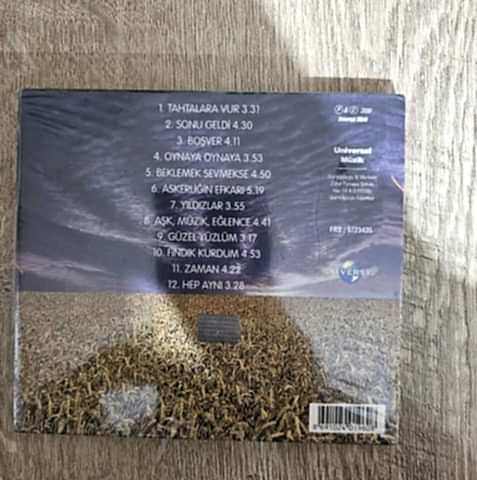 1. TAHTALARA VUR 3.31
2. SONU GELDİ 4.30
3. BOŞVER 4.11
4. OYNAYA OYNAYA 3.53
5. BEKLEMEK SEVMEKSE 4.50
6. ASKERLİĞİN EFKARI 5.19
7. YILDIZLAR 3.55
8. AŞK, MÜZİK, EĞLENCE 4.41
9. GÜZEL YÜZLÜM 3.17
10. FINDIK KURDUM 4.53
11. ZAMAN 4.22
12. HEP AYNI 3.28
Universal
Müzik